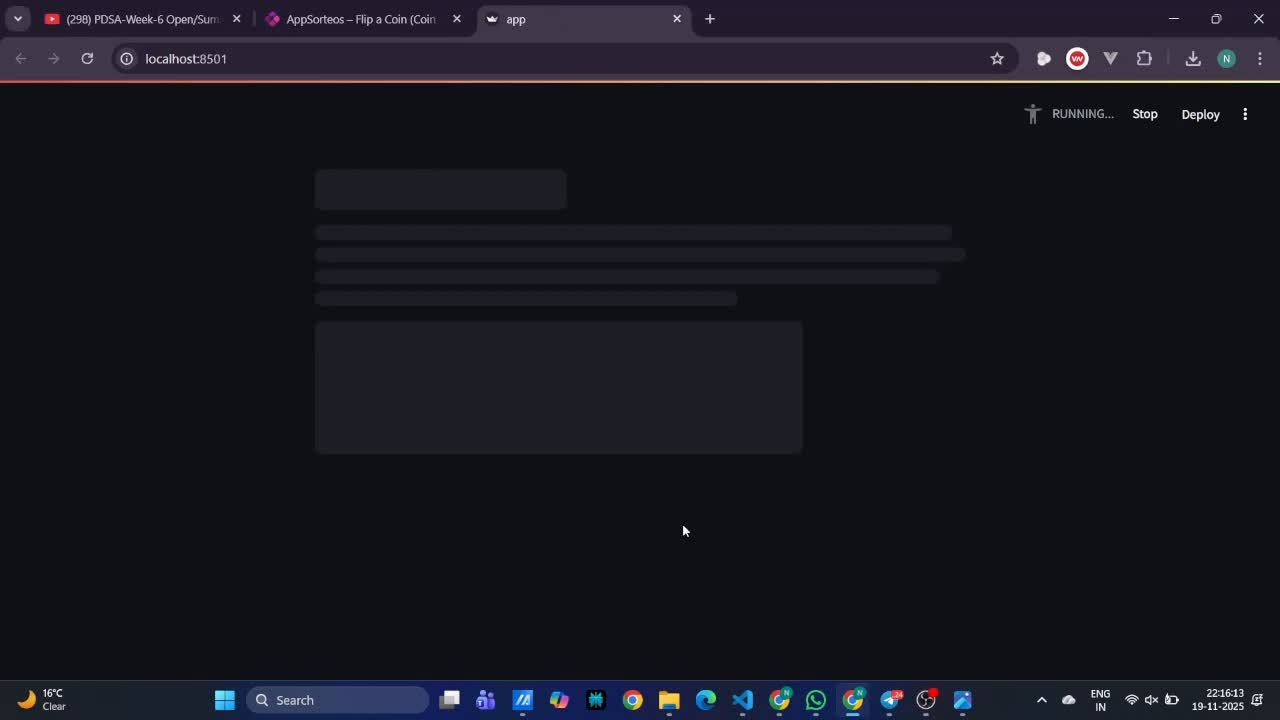 (298) PDSA-Week-6 Open/Sum
AppSorteos – Flip a Coin (Coin
app
localhost:8501
N
RUNNING...
Stop
Deploy
16°C
Clear
Search
24
ENG
IN
22:16:13
19-11-2025